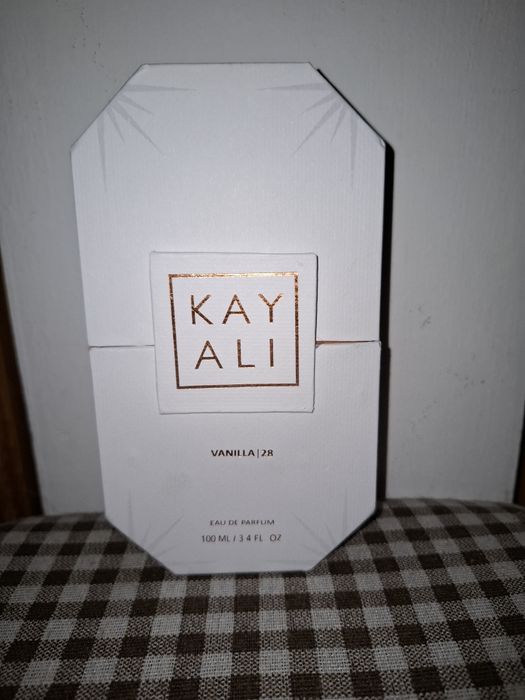 KAY
ALI
VANILLA|28
EAU DE PARFUM
100 ML / 3.4 FL OZ